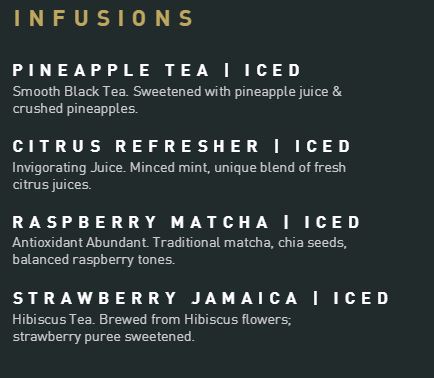 INFUSIONS
PINEAPPLE TEA | ICED
Smooth Black Tea. Sweetened with pineapple juice &
crushed pineapples.
CITRUS REFRESHER | ICED
Invigorating Juice. Minced mint, unique blend of fresh
citrus juices.
RASPBERRY MATCHA | ICED
Antioxidant Abundant. Traditional matcha, chia seeds,
balanced raspberry tones.
STRAWBERRY JAMAICA | ICED
Hibiscus Tea. Brewed from Hibiscus flowers;
strawberry puree sweetened.